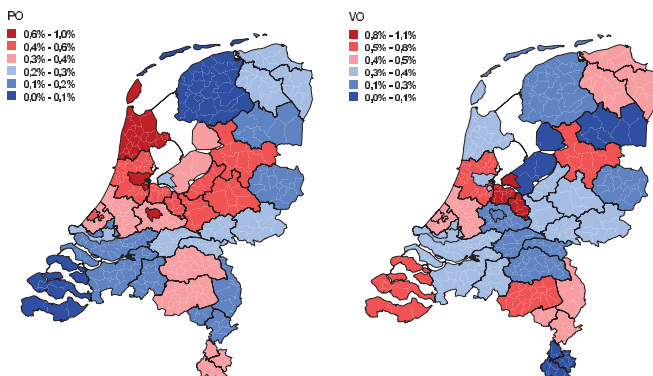 PO
0,6% - 1,0%
0,4% - 0,6%
0,3% - 0,4%
0,2% - 0,3%
0,1% - 0,2%
0,0% - 0,1%
VO
0,8% - 1,1%
0,5% - 0,8%
0,4% - 0,5%
0,3% - 0,4%
0,1% - 0,3%
0,0% - 0,1%